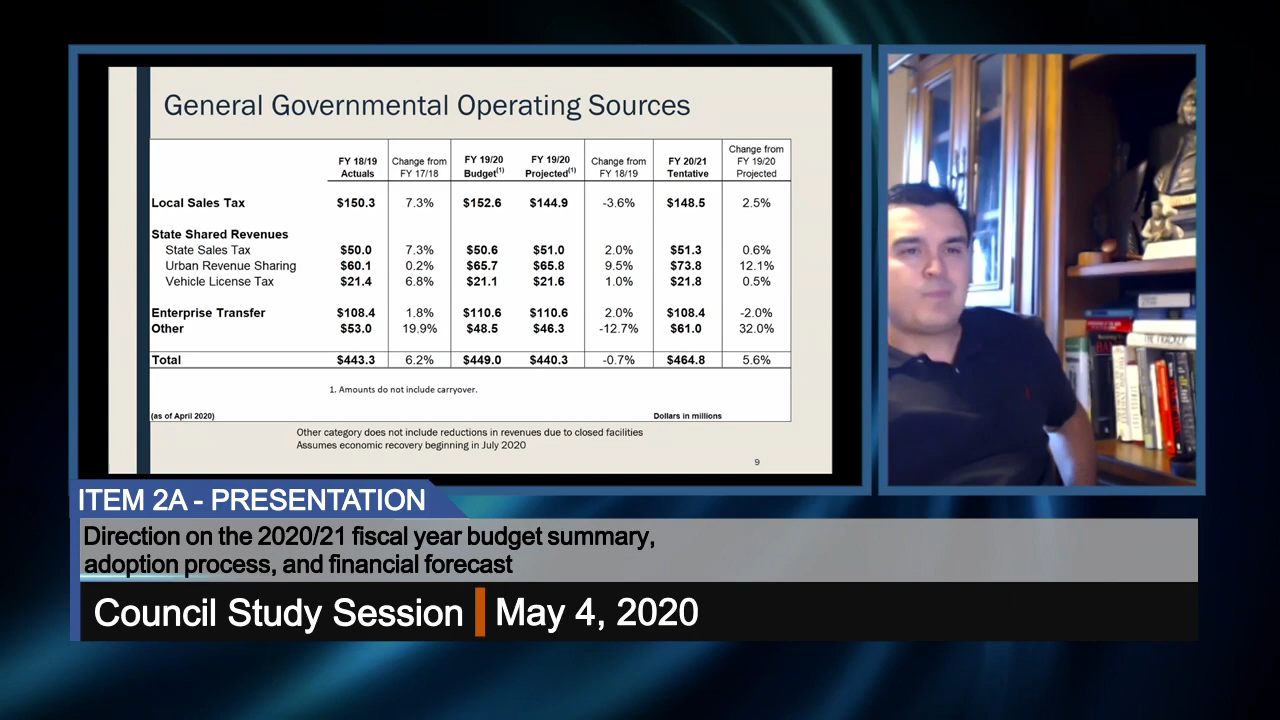 General Governmental Operating Sources
FY 18/19 Actuals Change from FY 17/18 FY 19/20 Budget(1) FY 19/20 Projected(1) Change from FY 18/19 FY 20/21 Tentative Change from FY 19/20 Projected
Local Sales Tax $150.3 7.3% $152.6 $144.9 -3.6% $148.5 2.5%
State Shared Revenues
State Sales Tax $50.0 7.3% $50.6 $51.0 2.0% $51.3 0.6%
Urban Revenue Sharing $60.1 0.2% $65.7 $65.8 9.5% $73.8 12.1%
Vehicle License Tax $21.4 6.8% $21.1 $21.6 1.0% $21.8 0.5%
Enterprise Transfer $108.4 1.8% $110.6 $110.6 2.0% $108.4 -2.0%
Other $53.0 19.9% $48.5 $46.3 -12.7% $61.0 32.0%
Total $443.3 6.2% $449.0 $440.3 -0.7% $464.8 5.6%
1. Amounts do not include carryover.
(as of April 2020) Dollars in millions
Other category does not include reductions in revenues due to closed facilities
Assumes economic recovery beginning in July 2020
9
ITEM 2A - PRESENTATION
Direction on the 2020/21 fiscal year budget summary,
adoption process, and financial forecast
Council Study Session May 4, 2020